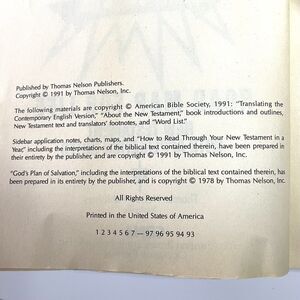 Published by Thomas Nelson Publishers.
Copyright © 1991 by Thomas Nelson, Inc.
The following materials are copyright © American Bible Society, 1991: "Translating the
Contemporary English Version," "About the New Testament," book introductions and outlines,
New Testament text and translators' footnotes, and "Word List."
Sidebar application notes, charts, maps, and "How to Read Through Your New Testament in a
Year," including the interpretations of the biblical text contained therein, have been prepared in
their entirety by the publisher, and are copyright © 1991 by Thomas Nelson, Inc.
"God's Plan of Salvation," including the interpretations of the biblical text contained therein, has
been prepared in its entirety by the publisher, and is copyright © 1978 by Thomas Nelson, Inc.
All Rights Reserved
Printed in the United States of America
1 2 3 4 5 6 7 — 97 96 95 94 93